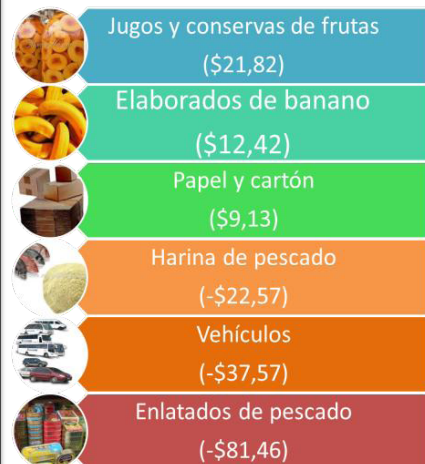 Jugos y conservas de frutas
($21,82)
Elaborados de banano
($12,42)
Papel y cartón
($9,13)
Harina de pescado
(-$22,57)
Vehículos
(-$37,57)
Enlatados de pescado
(-$81,46)